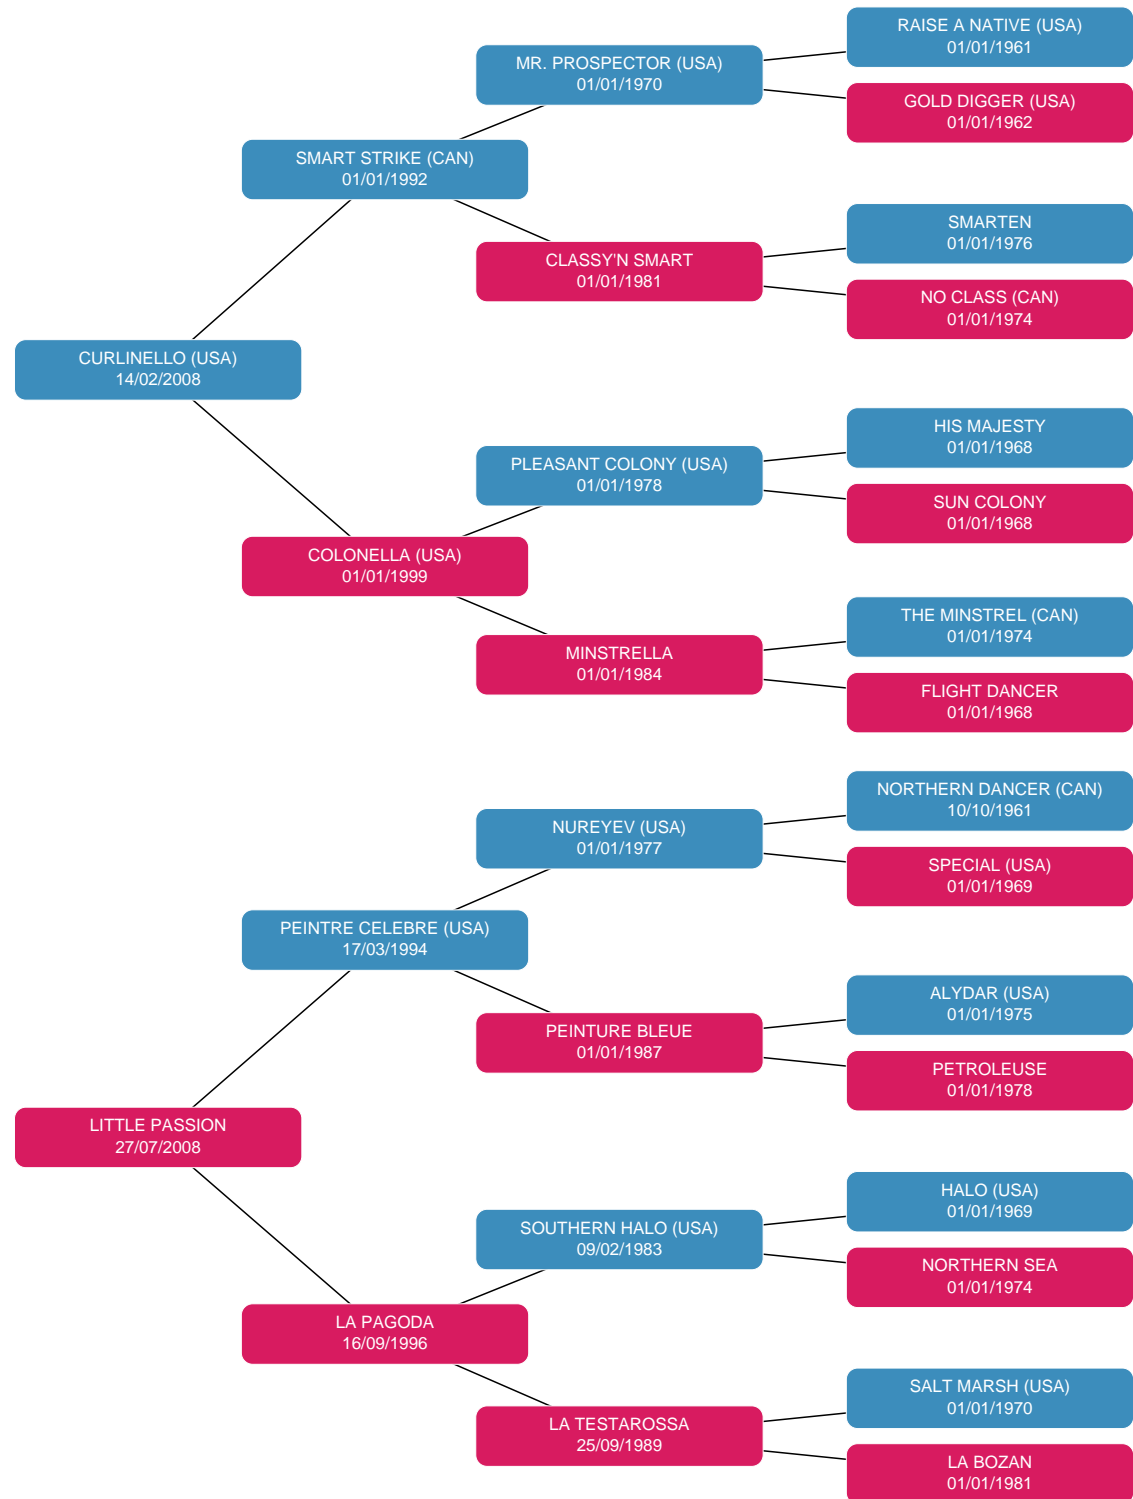 RAISE A NATIVE (USA)
01/01/1961
MR. PROSPECTOR (USA)
01/01/1970
GOLD DIGGER (USA)
01/01/1962
SMART STRIKE (CAN)
01/01/1992
SMARTEN
01/01/1976
CLASSY'N SMART
01/01/1981
NO CLASS (CAN)
01/01/1974
CURLINELLO (USA)
14/02/2008
HIS MAJESTY
01/01/1968
PLEASANT COLONY (USA)
01/01/1978
SUN COLONY
01/01/1968
COLONELLA (USA)
01/01/1999
THE MINSTREL (CAN)
01/01/1974
MINSTRELLA
01/01/1984
FLIGHT DANCER
01/01/1968
NORTHERN DANCER (CAN)
10/10/1961
NUREYEV (USA)
01/01/1977
SPECIAL (USA)
01/01/1969
PEINTRE CELEBRE (USA)
17/03/1994
ALYDAR (USA)
01/01/1975
PEINTURE BLEUE
01/01/1987
PETROLEUSE
01/01/1978
LITTLE PASSION
27/07/2008
HALO (USA)
01/01/1969
SOUTHERN HALO (USA)
09/02/1983
NORTHERN SEA
01/01/1974
LA PAGODA
16/09/1996
SALT MARSH (USA)
01/01/1970
LA TESTAROSSA
25/09/1989
LA BOZAN
01/01/1981